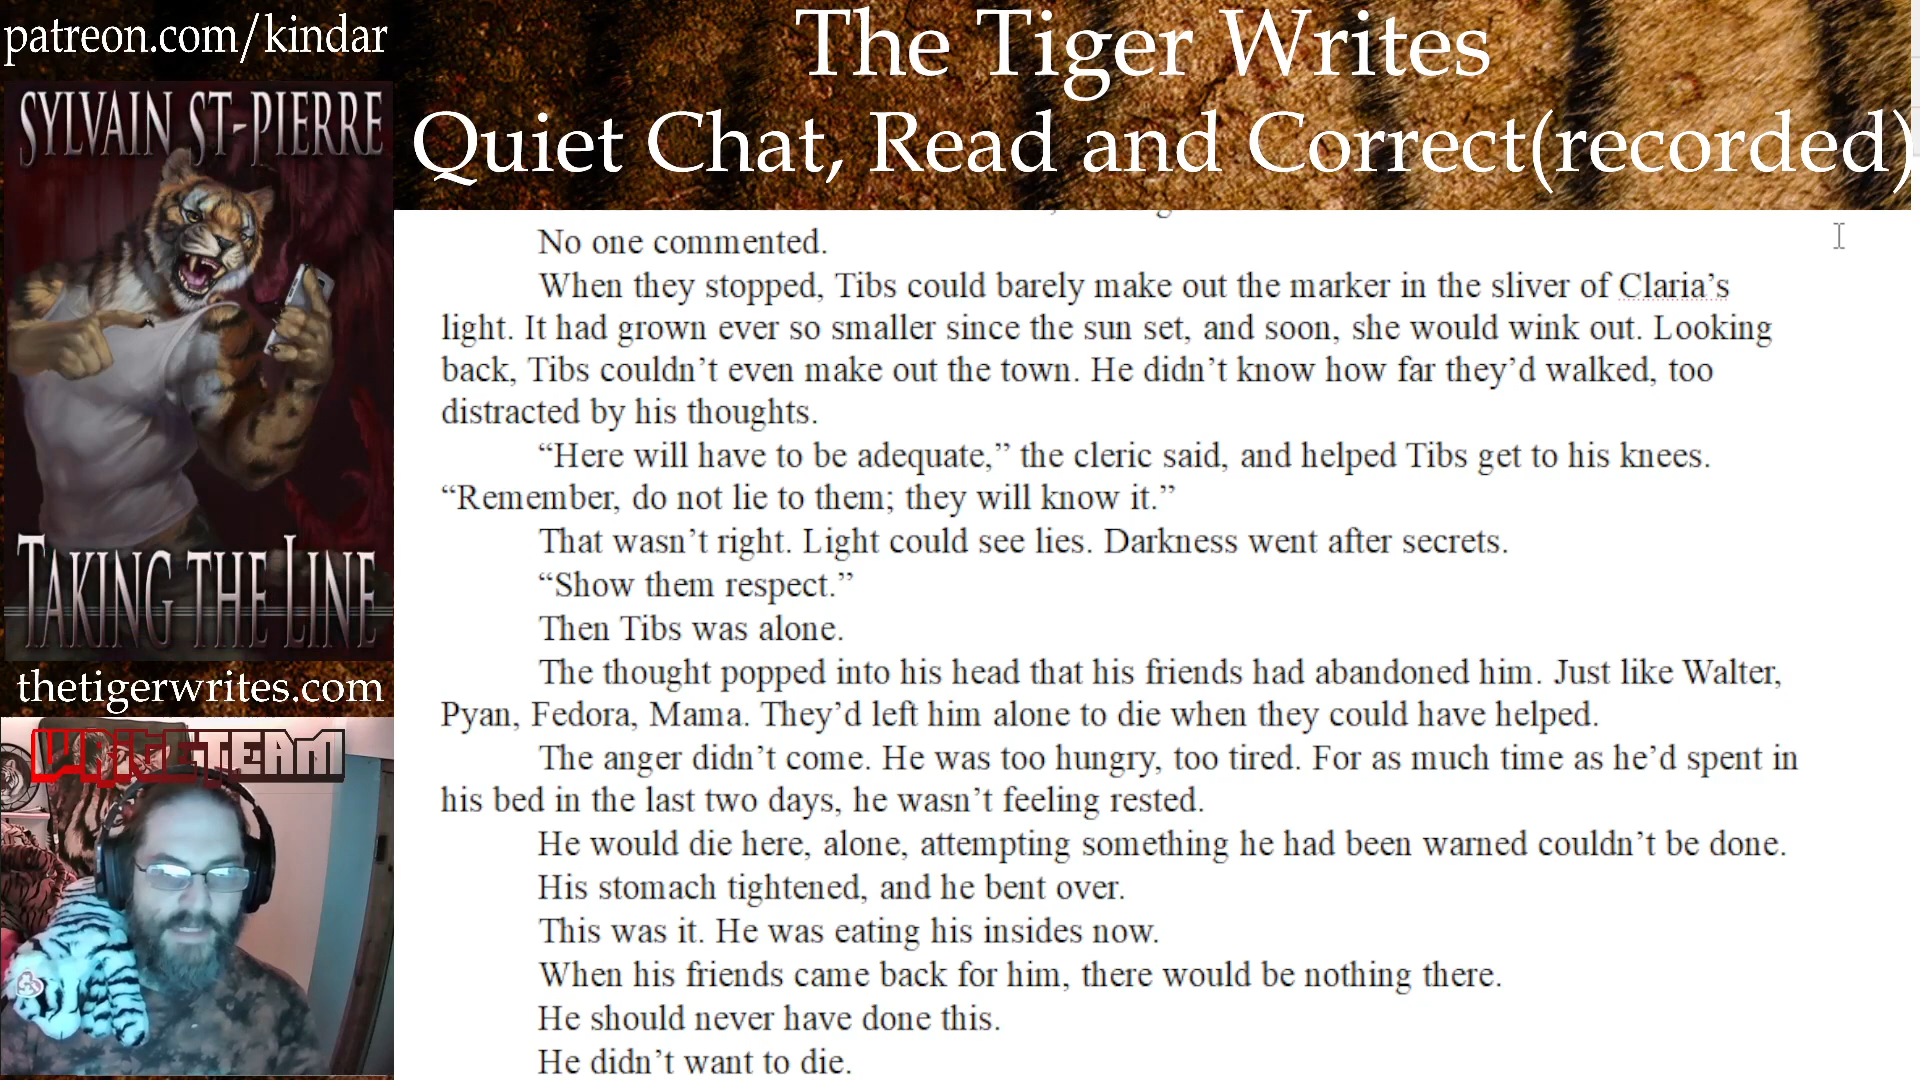 patreon.com/kindar
SYLVAIN ST-PIERRE
TAKING THE LINE
thetigerwrites.com
WRITETEAM
The Tiger Writes
Quiet Chat, Read and Correct(recorded)
No one commented.
When they stopped, Tibs could barely make out the marker in the sliver of Claria’s
light. It had grown ever so smaller since the sun set, and soon, she would wink out. Looking
back, Tibs couldn’t even make out the town. He didn’t know how far they’d walked, too
distracted by his thoughts.
“Here will have to be adequate,” the cleric said, and helped Tibs get to his knees.
“Remember, do not lie to them; they will know it.”
That wasn’t right. Light could see lies. Darkness went after secrets.
“Show them respect.”
Then Tibs was alone.
The thought popped into his head that his friends had abandoned him. Just like Walter,
Pyan, Fedora, Mama. They’d left him alone to die when they could have helped.
The anger didn’t come. He was too hungry, too tired. For as much time as he’d spent in
his bed in the last two days, he wasn’t feeling rested.
He would die here, alone, attempting something he had been warned couldn’t be done.
His stomach tightened, and he bent over.
This was it. He was eating his insides now.
When his friends came back for him, there would be nothing there.
He should never have done this.
He didn’t want to die.